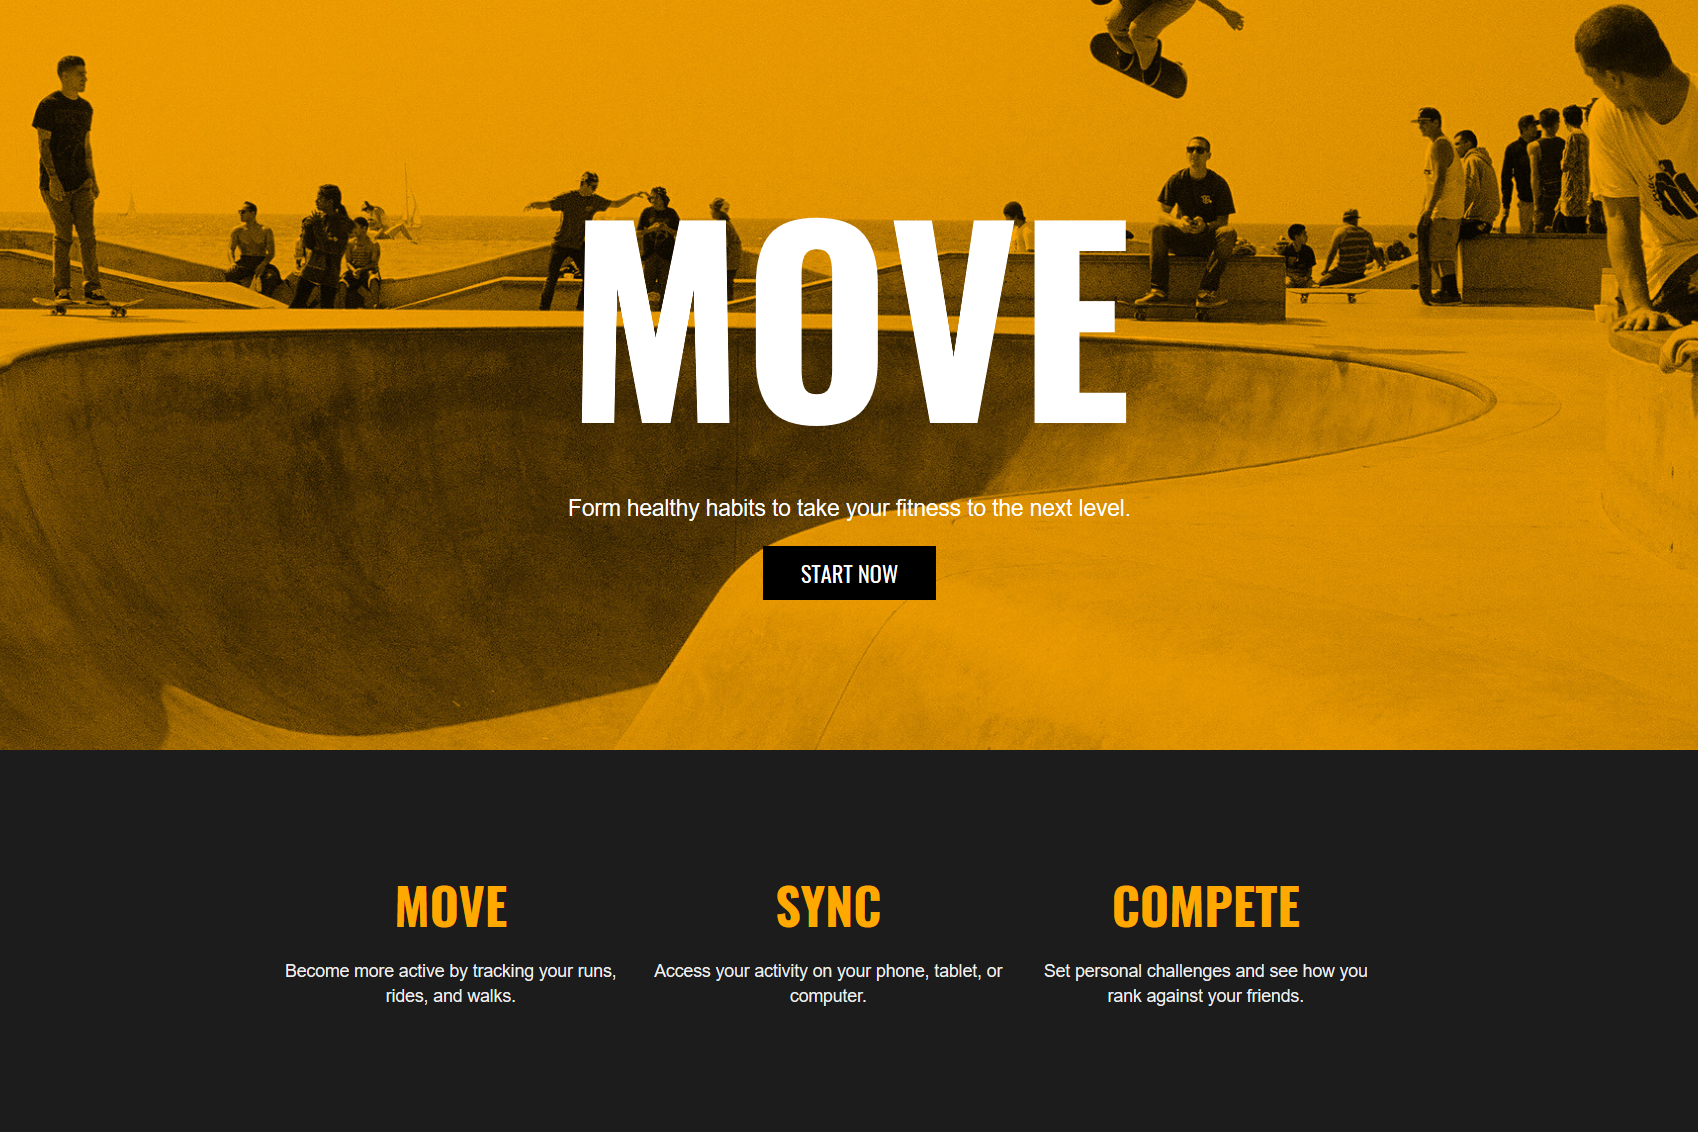 MOVE
Form healthy habits to take your fitness to the next level.
START NOW
MOVE
Become more active by tracking your runs,
rides, and walks.
SYNC
Access your activity on your phone, tablet, or
computer.
COMPETE
Set personal challenges and see how you
rank against your friends.